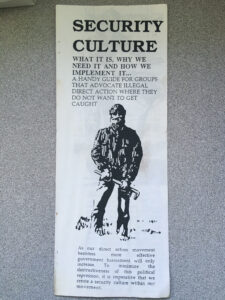 SECURITY
CULTURE
WHAT IT IS, WHY WE
NEED IT AND HOW WE
IMPLEMENT IT...
A HANDY GUIDE FOR GROUPS
THAT ADVOCATE ILLEGAL
DIRECT ACTION WHERE THEY
DO NOT WANT TO GET
CAUGHT
As our direct action movement
becomes more effective
government harassment will only
increase. To minimize the
destructiveness of this political
repression, it is imperative that we
create a security culture within our
movement.